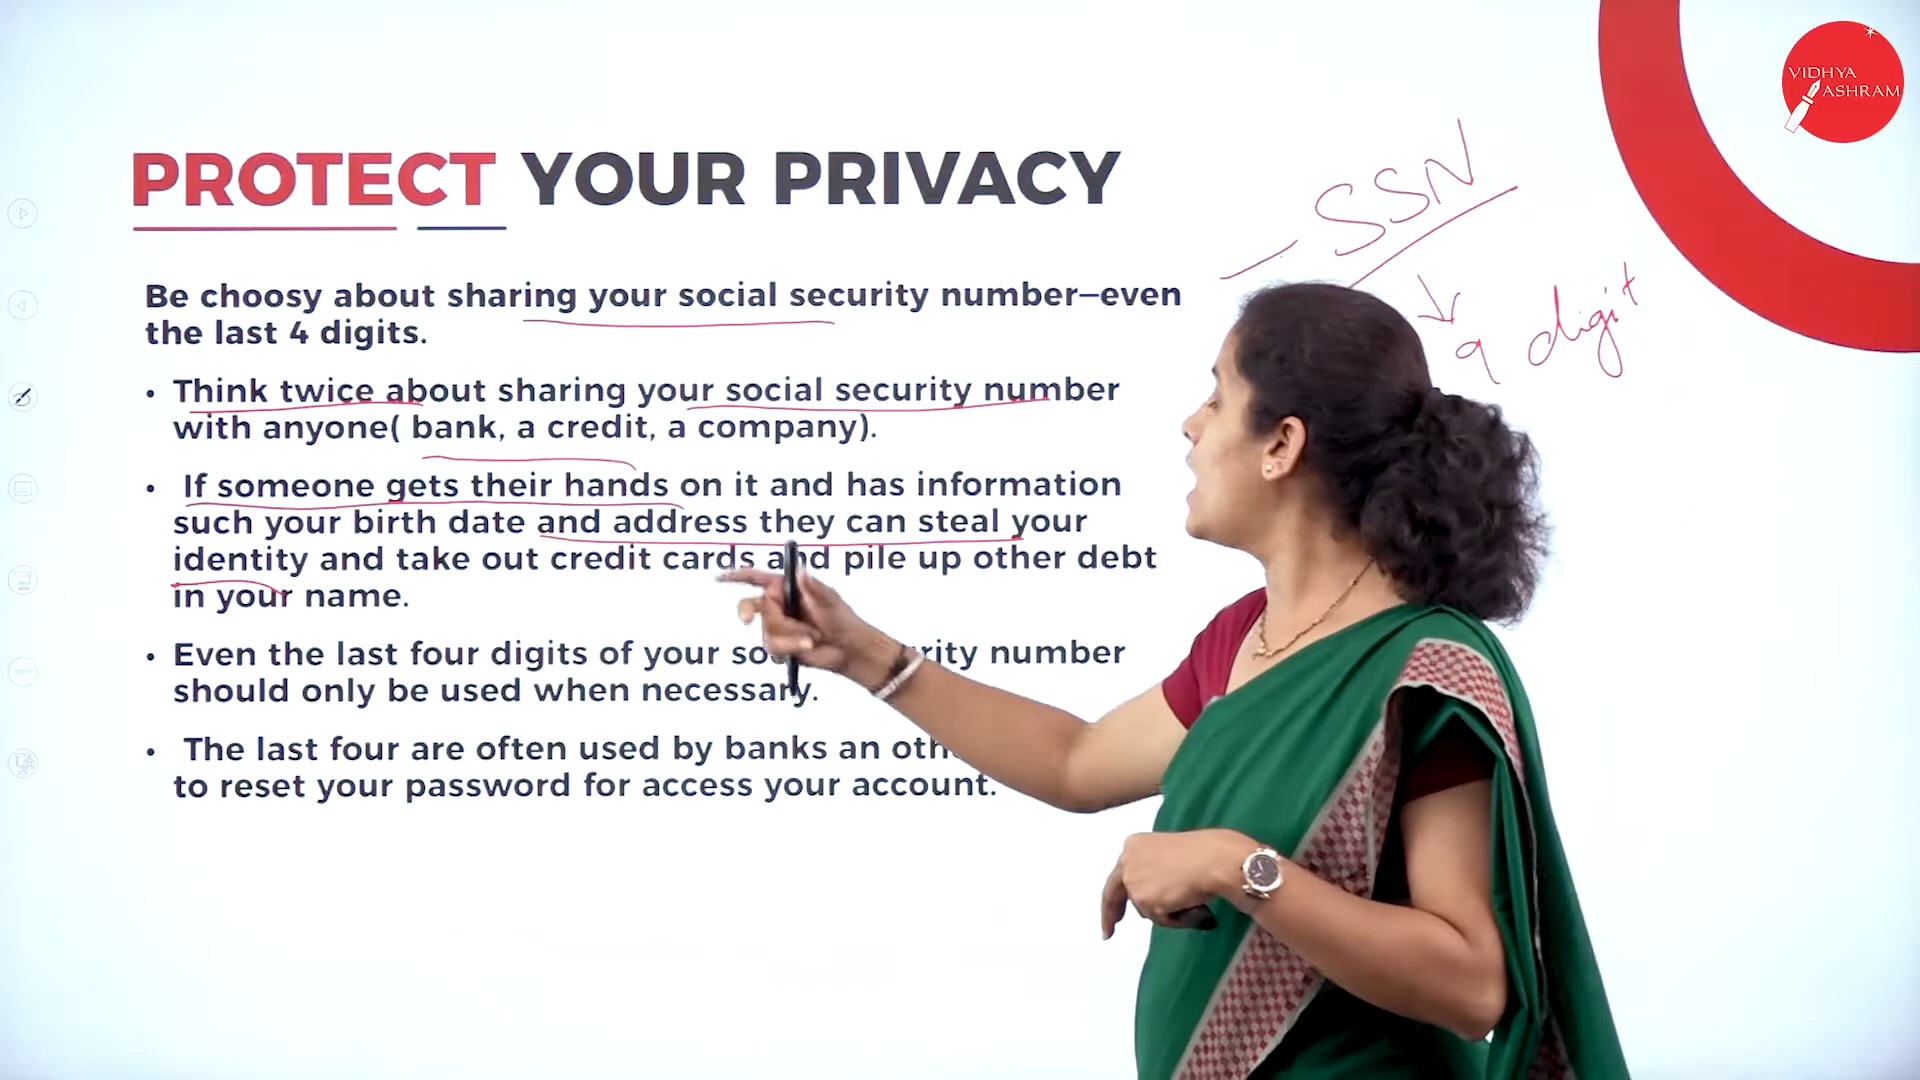 VIDHYA
ASHRAM
PROTECT YOUR PRIVACY
SSN
9 digit
Be choosy about sharing your social security number—even
the last 4 digits.
• Think twice about sharing your social security number
with anyone( bank, a credit, a company).
• If someone gets their hands on it and has information
such your birth date and address they can steal your
identity and take out credit cards and pile up other debt
in your name.
• Even the last four digits of your number
should only be used when necessary.
• The last four are often used by banks an
to reset your password for access your account.